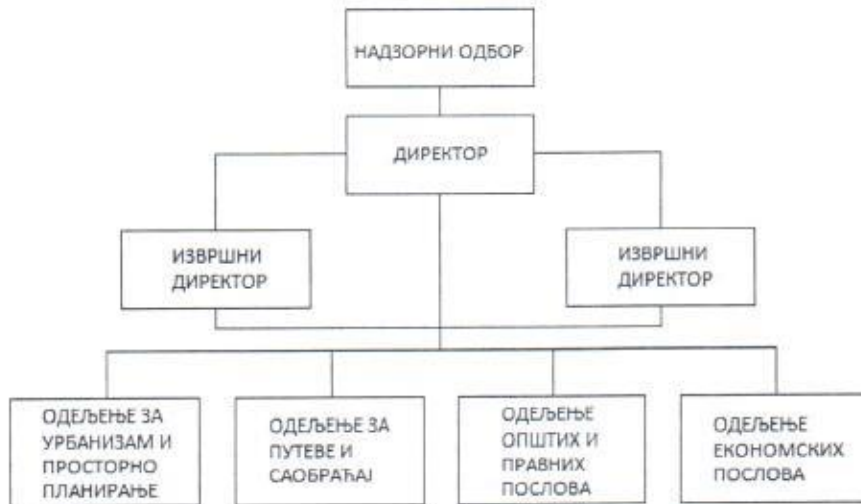 НАДЗОРНИ ОДБОР
ДИРЕКТОР
ИЗВРШНИ
ДИРЕКТОР
ИЗВРШНИ
ДИРЕКТОР
ОДЕЉЕЊЕ ЗА
УРБАНИЗАМ И
ПРОСТОРНО
ПЛАНИРАЊЕ
ОДЕЉЕЊЕ ЗА
ПУТЕВЕ И
САОБРАЋАЈ
ОДЕЉЕЊЕ
ОПШТИХ И
ПРАВНИХ
ПОСЛОВА
ОДЕЉЕЊЕ
ЕКОНОМСКИХ
ПОСЛОВА